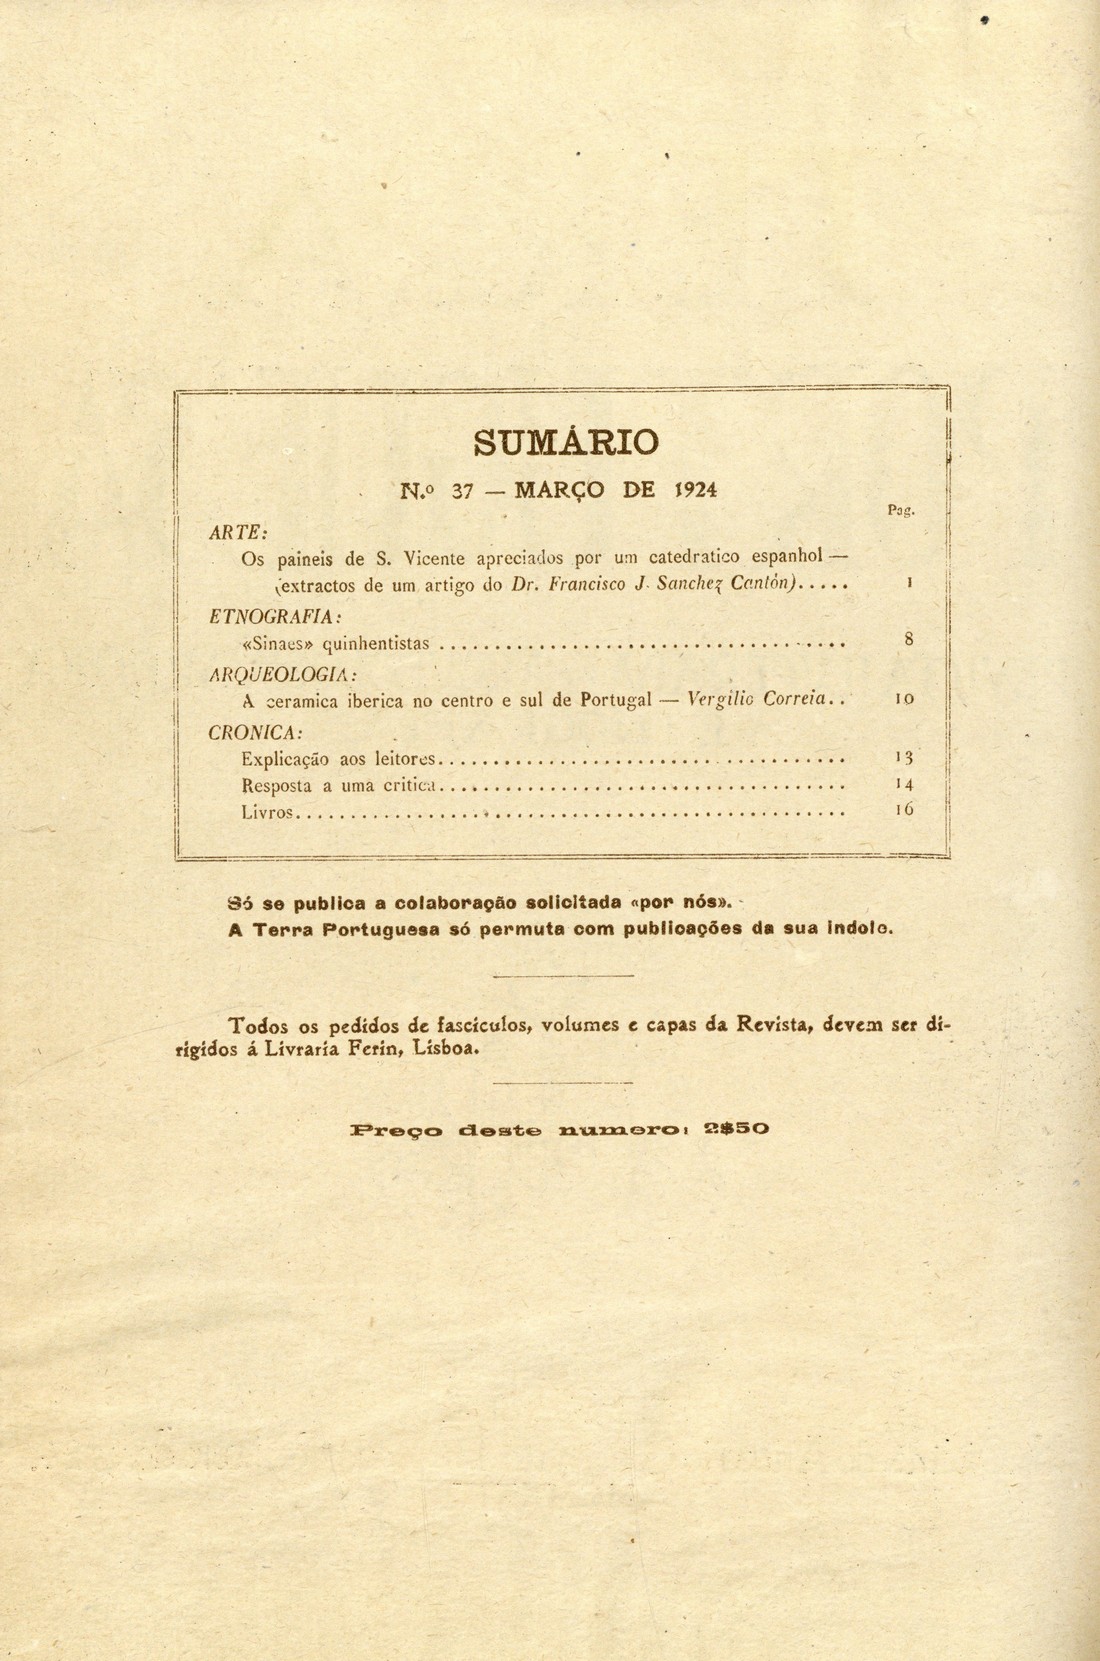 SUMÁRIO
N.º 37 — MARÇO DE 1924
Pag.
ARTE:
Os paineis de S. Vicente apreciados por um catedratico espanhol —
(extractos de um artigo do Dr. Francisco J. Sanchez Cantón)..... 1
ETNOGRAFIA:
«Sinaes» quinhentistas ..................................... 8
ARQUEOLOGIA:
A ceramica iberica no centro e sul de Portugal — Vergilio Correia.. 10
CRONICA:
Explicação aos leitores..................................... 13
Resposta a uma critica..................................... 14
Livros.................................................. 16
Só se publica a colaboração solicitada «por nós».
A Terra Portuguesa só permuta com publicações da sua indole.
Todos os pedidos de fascículos, volumes e capas da Revista, devem ser di-
rigidos á Livraria Ferin, Lisboa.
Preço deste numero: 2$50